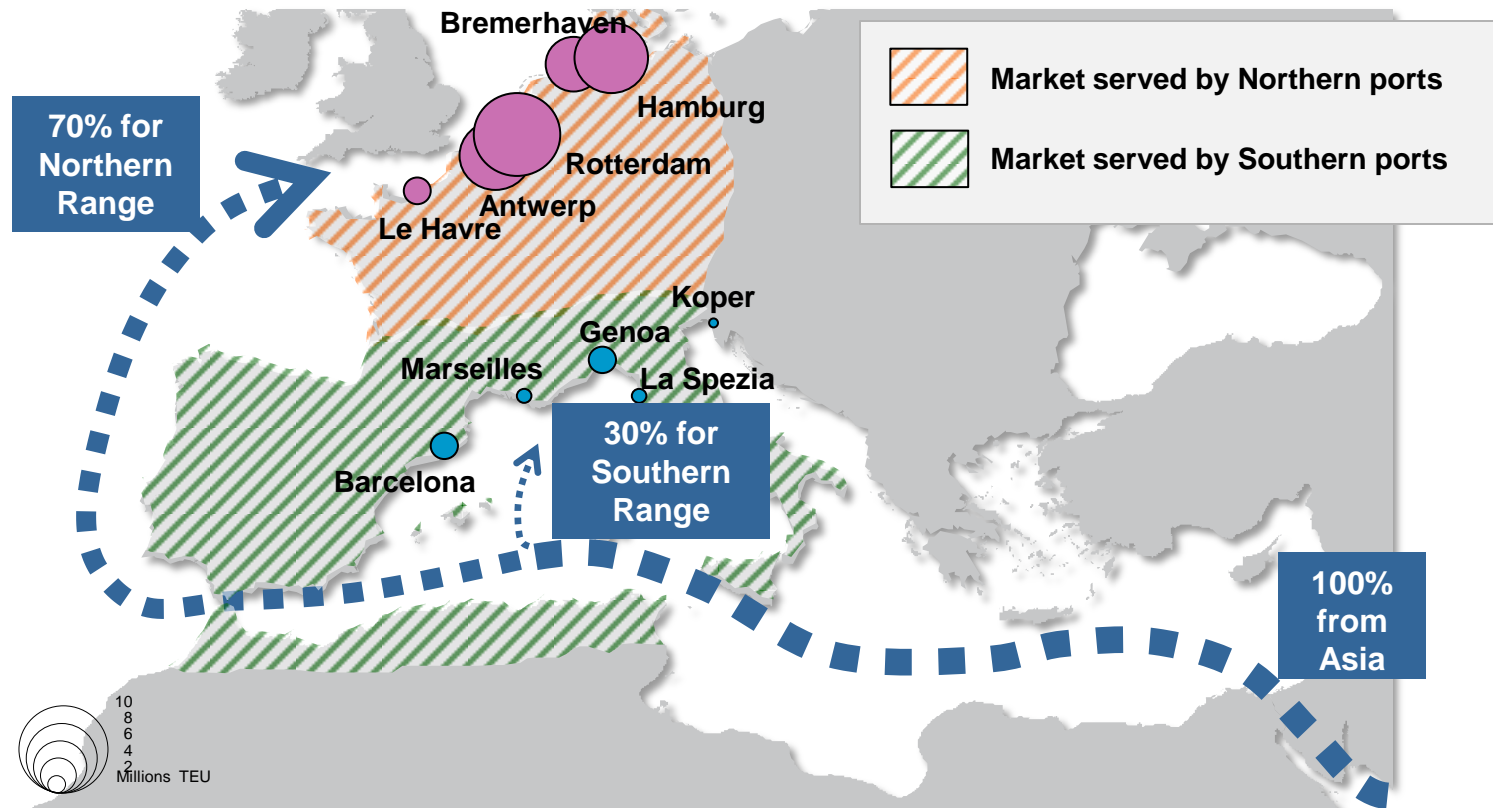 Bremerhaven
Market served by Northern ports
Hamburg
70% for
Northern
Range
Rotterdam
Market served by Southern ports
Antwerp
Le Havre
Koper
Genoa
Marseilles
La Spezia
30% for
Southern
Range
Barcelona
100%
from
Asia
10
8
6
4
2
Millions TEU